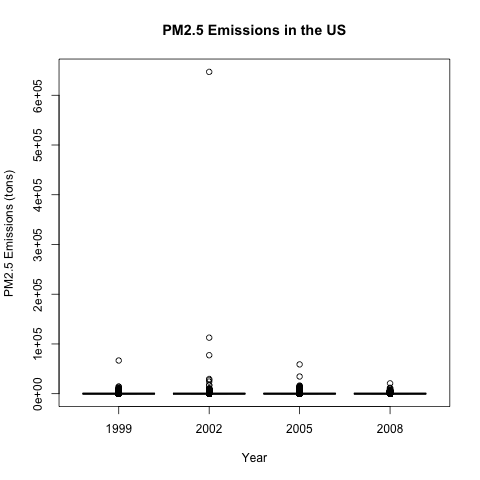 PM2.5 Emissions in the US
PM2.5 Emissions (tons)
6e+05
5e+05
4e+05
3e+05
2e+05
1e+05
0e+00
1999 2002 2005 2008
Year